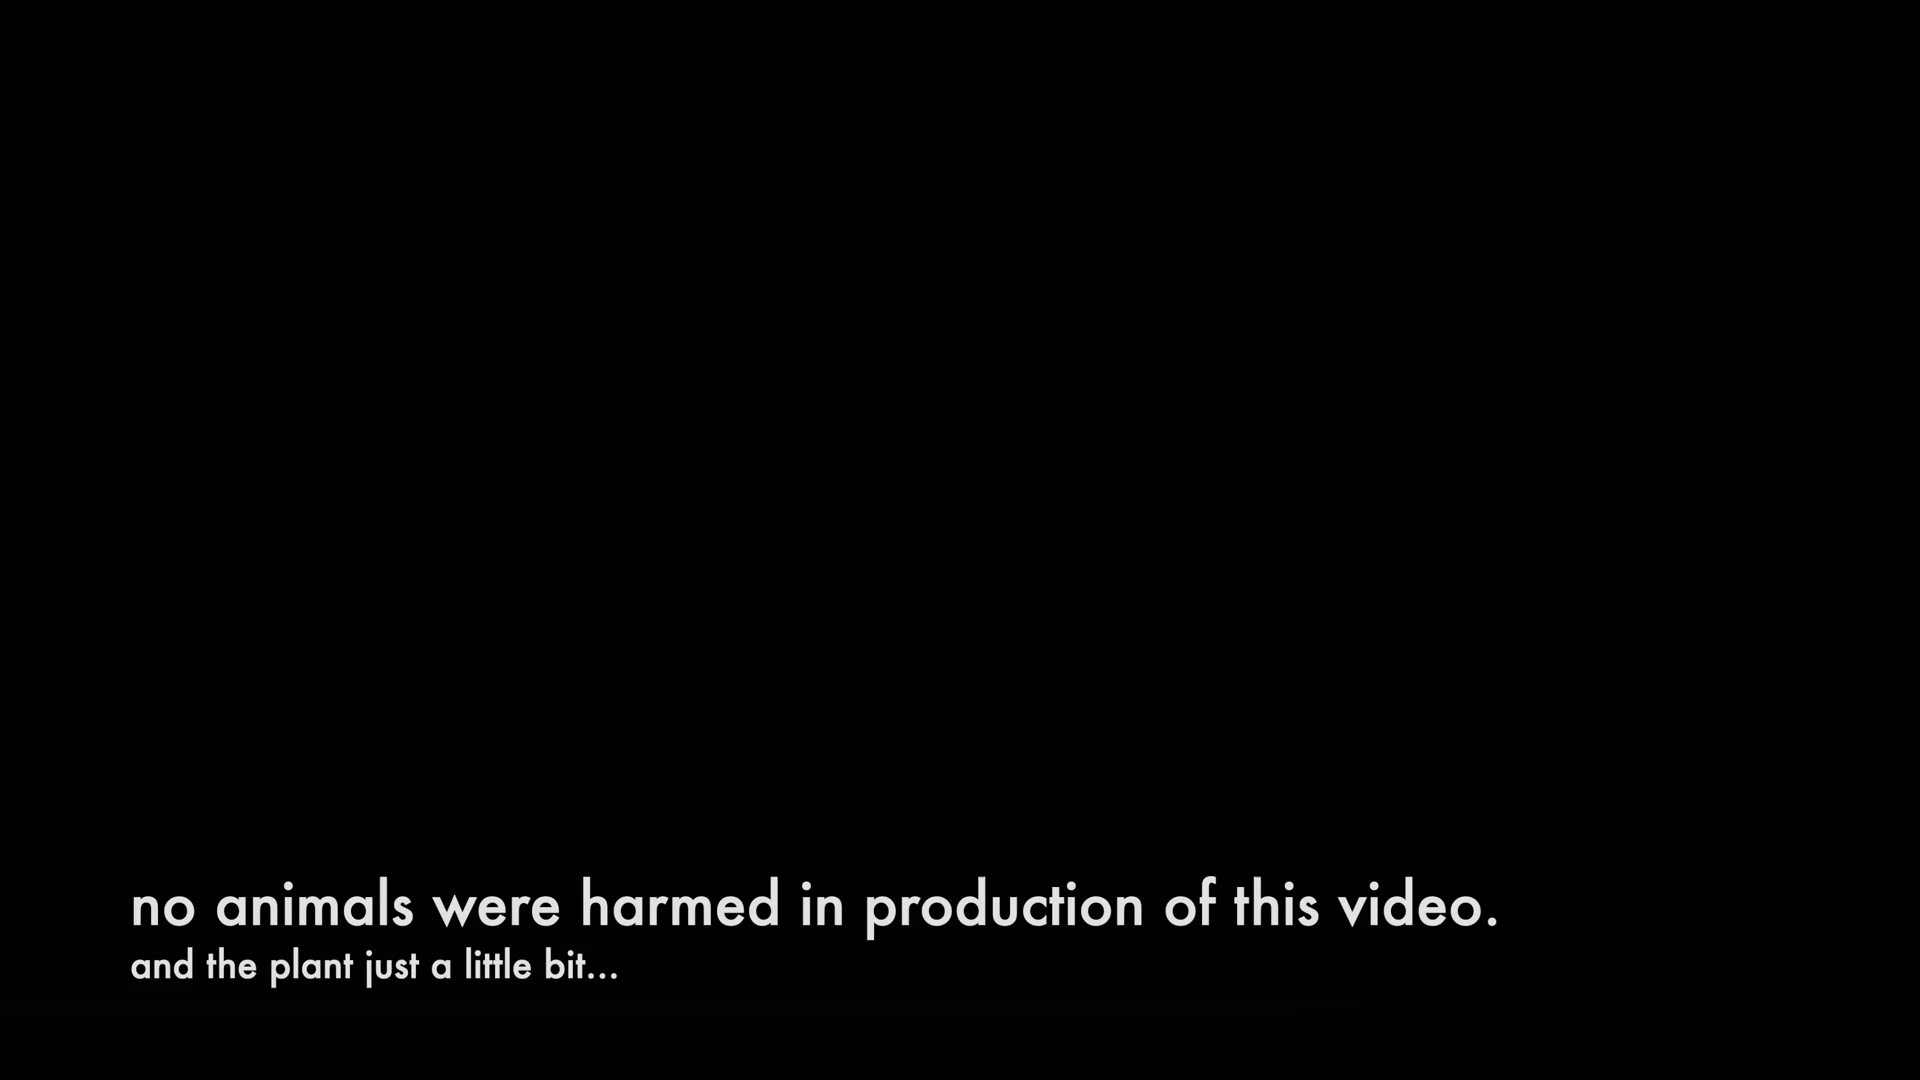 no animals were harmed in production of this video.
and the plant just a little bit...